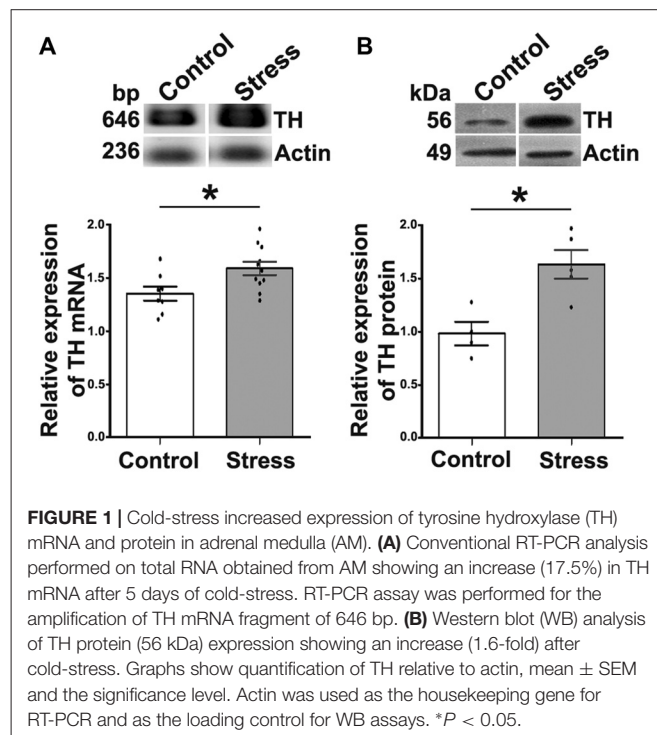 A
B
Control Stress
Control Stress
bp
kDa
646 TH
56 TH
236 Actin
49 Actin
*
*
Relative expression
of TH mRNA
2.0
1.5
1.0
0.5
0.0
Control Stress
Relative expression
of TH protein
2.0
1.5
1.0
0.5
0.0
Control Stress
FIGURE 1 | Cold-stress increased expression of tyrosine hydroxylase (TH)
mRNA and protein in adrenal medulla (AM). (A) Conventional RT-PCR analysis
performed on total RNA obtained from AM showing an increase (17.5%) in TH
mRNA after 5 days of cold-stress. RT-PCR assay was performed for the
amplification of TH mRNA fragment of 646 bp. (B) Western blot (WB) analysis
of TH protein (56 kDa) expression showing an increase (1.6-fold) after
cold-stress. Graphs show quantification of TH relative to actin, mean ± SEM
and the significance level. Actin was used as the housekeeping gene for
RT-PCR and as the loading control for WB assays. *P < 0.05.